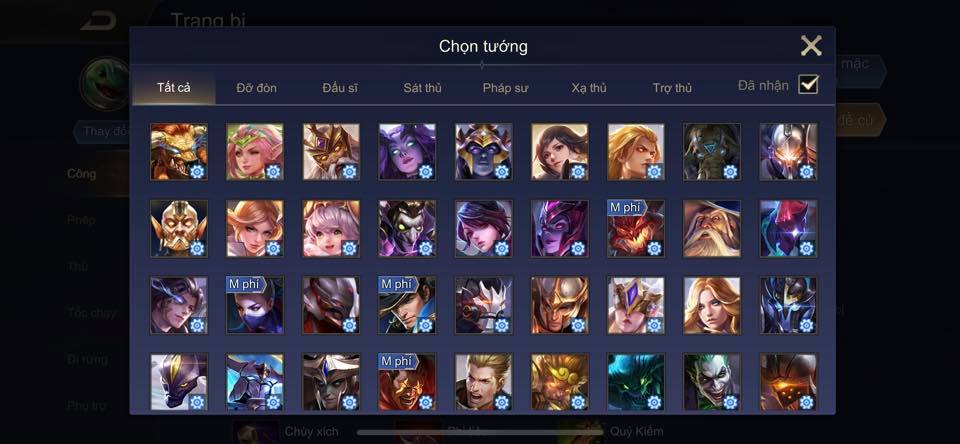 Trang bị
Chọn tướng
Tất cả
Đỡ đòn
Đấu sĩ
Sát thủ
Pháp sư
Xạ thủ
Trợ thủ
Đã nhận
mặc
Thay đổi
đề cử
Công
Phép
Thủ
Tốc chạy
Đi rừng
Phụ trợ
M phí
M phí
M phí
M phí
Chùy xích
Quỷ Kiếm